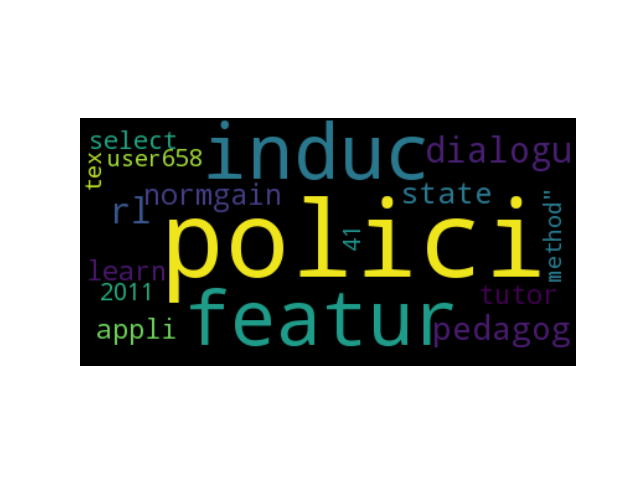 select
induc
dialogu
tex
user658
normgain
state
rl
polici
41
method"
learn
2011
tutor
appli
featur
pedagog